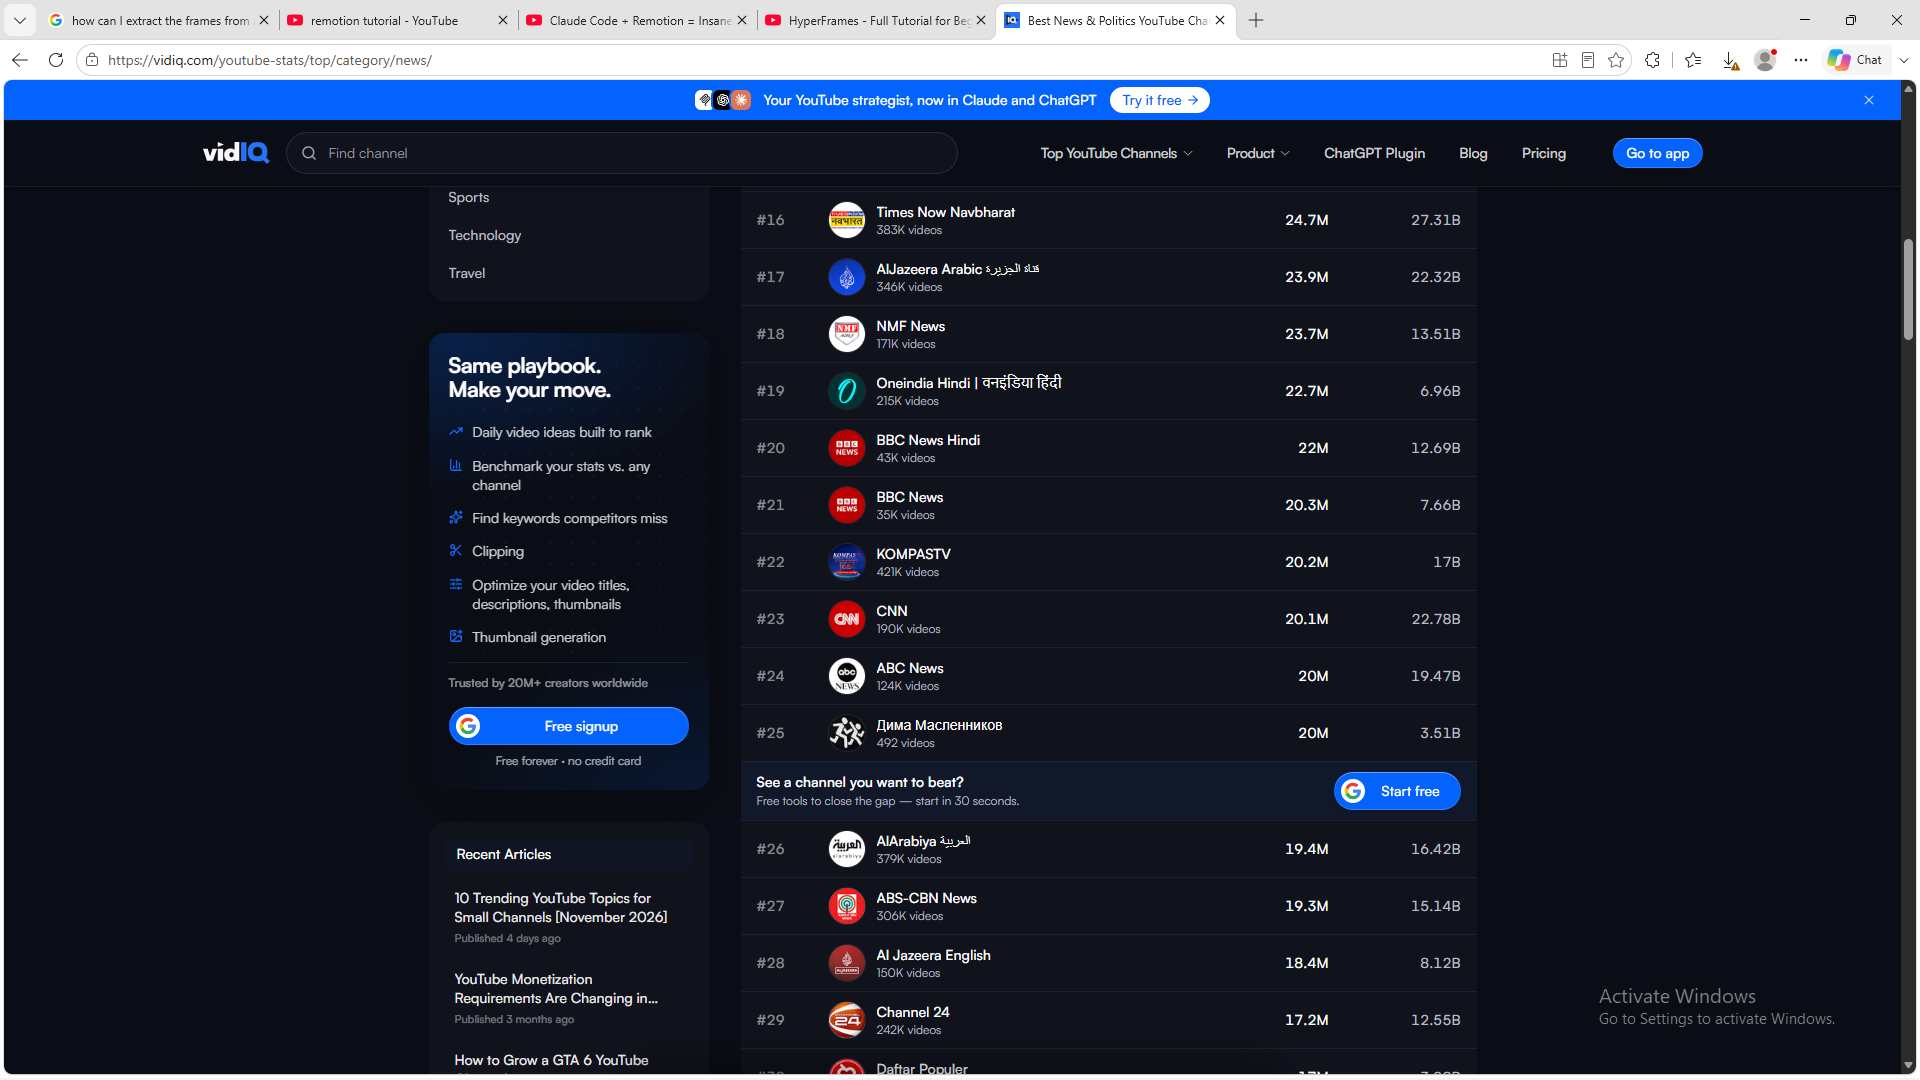 how can I extract the frames from
remotion tutorial - YouTube
Claude Code + Remotion = Insane
HyperFrames - Full Tutorial for Beg
Best News & Politics YouTube Cha
https://vidiq.com/youtube-stats/top/category/news/
Chat
Your YouTube strategist, now in Claude and ChatGPT
Try it free →
vidIQ
Find channel
Top YouTube Channels
Product
ChatGPT Plugin
Blog
Pricing
Go to app
Sports
Technology
Travel
Same playbook.
Make your move.
Daily video ideas built to rank
Benchmark your stats vs. any
channel
Find keywords competitors miss
Clipping
Optimize your video titles,
descriptions, thumbnails
Thumbnail generation
Trusted by 20M+ creators worldwide
Free signup
Free forever · no credit card
Recent Articles
10 Trending YouTube Topics for
Small Channels [November 2026]
Published 4 days ago
YouTube Monetization
Requirements Are Changing in...
Published 3 months ago
How to Grow a GTA 6 YouTube
#16 Times Now Navbharat 24.7M 27.31B
383K videos
#17 AlJazeera Arabic قناة الجزيرة 23.9M 22.32B
346K videos
#18 NMF News 23.7M 13.51B
171K videos
#19 Oneindia Hindi | वनइंडिया हिंदी 22.7M 6.96B
215K videos
#20 BBC News Hindi 22M 12.69B
43K videos
#21 BBC News 20.3M 7.66B
35K videos
#22 KOMPASTV 20.2M 17B
421K videos
#23 CNN 20.1M 22.78B
190K videos
#24 ABC News 20M 19.47B
124K videos
#25 Дима Масленников 20M 3.51B
492 videos
See a channel you want to beat?
Free tools to close the gap — start in 30 seconds.
Start free
#26 AlArabiya العربية 19.4M 16.42B
379K videos
#27 ABS-CBN News 19.3M 15.14B
306K videos
#28 Al Jazeera English 18.4M 8.12B
150K videos
#29 Channel 24 17.2M 12.55B
242K videos
Daftar Populer
Activate Windows
Go to Settings to activate Windows.